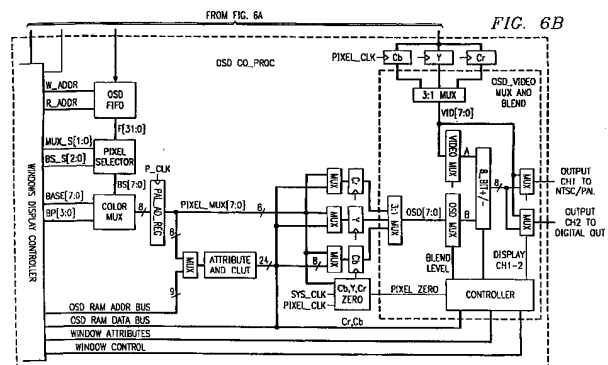 FROM FIG. 6A
FIG. 6B
OSD CO_PROC
PIXEL_CLK
Cb
Y
Cr
OSD_VIDEO
MUX AND
BLEND
3:1 MUX
VID[7:0]
W_ADDR
R_ADDR
OSD
FIFO
F[31:0]
MUX_S[1:0]
BS_S[2:0]
PIXEL
SELECTOR
BS[7:0]
P_CLK
BASE[7:0]
BP[3:0]
COLOR
MUX
8
PAL_AD_REG
PIXEL_MUX[7:0]
8
8
MUX
9
ATTRIBUTE
AND CLUT
24
8
MUX
Cr
MUX
Y
MUX
Cb
3:1 MUX
OSD[7:0]
VIDEO MUX
A
OSD MUX
B
8_BIT+/-
8
MUX
MUX
OUTPUT
CH1 TO
NTSC/PAL
OUTPUT
CH2 TO
DIGITAL OUT
BLEND
LEVEL
DISPLAY
CH1-2
SYS_CLK
PIXEL_CLK
Cb,Y,Cr
ZERO
PIXEL ZERO
CONTROLLER
WINDOWS DISPLAY CONTROLLER
OSD RAM ADDR BUS
OSD RAM DATA BUS
Cr,Cb
WINDOW ATTRIBUTES
WINDOW CONTROL